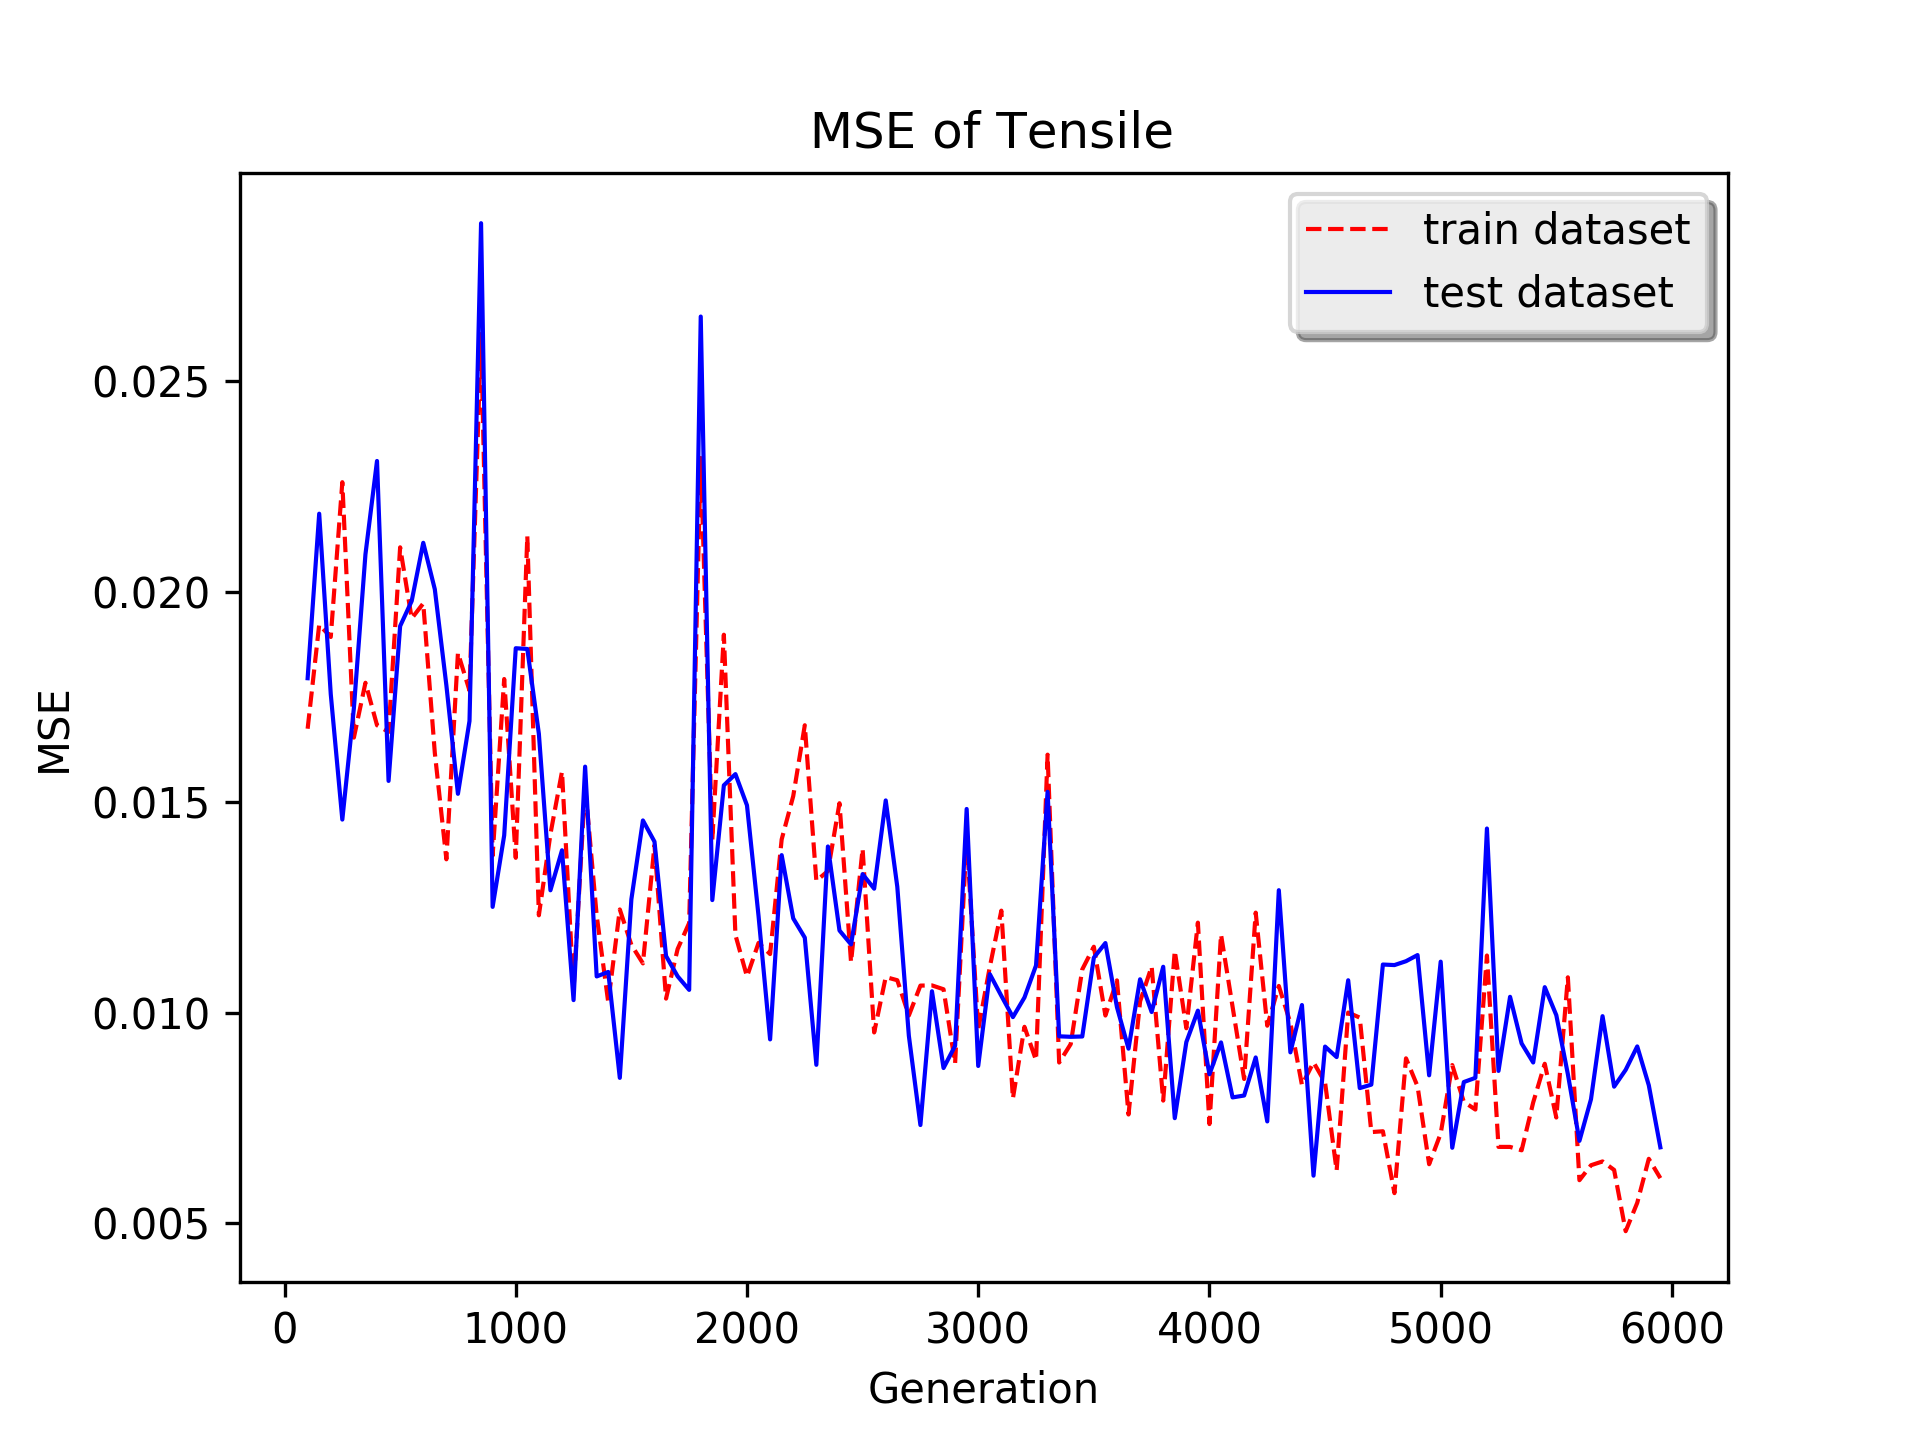 MSE of Tensile
train dataset
test dataset
MSE
0.025
0.020
0.015
0.010
0.005
0 1000 2000 3000 4000 5000 6000
Generation